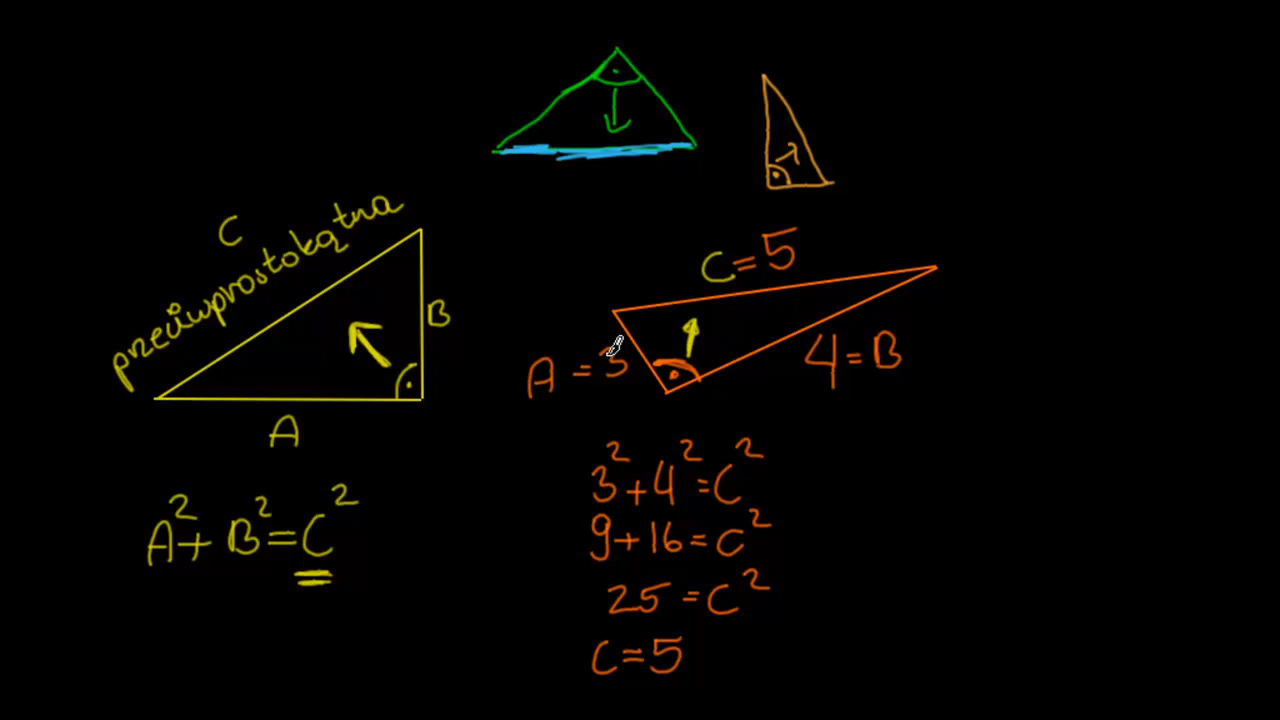 C
przeciwprostokątna
B
A
A² + B² = C²
C = 5
A = 3
4 = B
3² + 4² = C²
9 + 16 = C²
25 = C²
C = 5